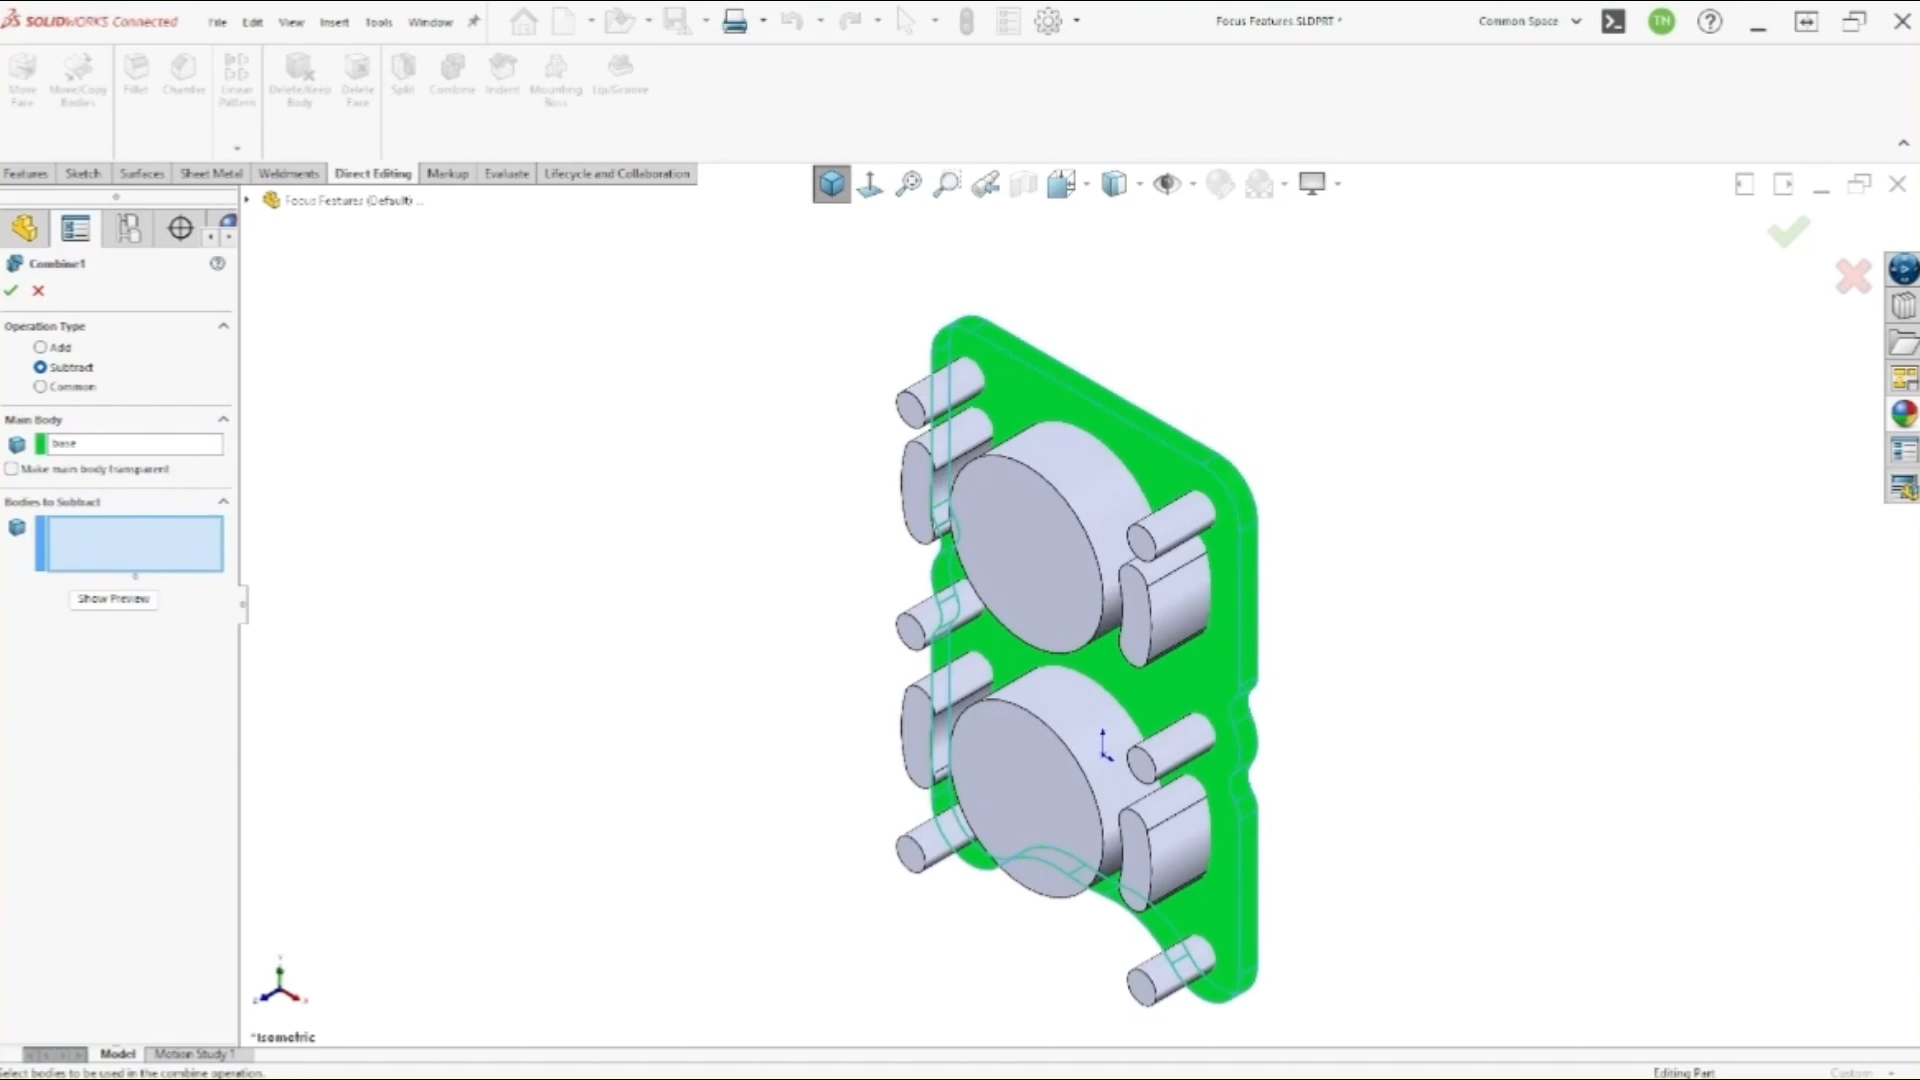 SOLIDWORKS Connected File Edit View Insert Tools Window Focus Features.SLDPRT * Common Space TN
Move Face Move/Copy Bodies Fillet Chamfer Linear Pattern Delete/Keep Body Delete Face Split Combine Indent Mounting Boss Lip/Groove
Features Sketch Surfaces Sheet Metal Weldments Direct Editing Markup Evaluate Lifecycle and Collaboration
Focus Features (Default) ...
Combine1
Operation Type
Add
Subtract
Common
Main Body
base
Make main body transparent
Bodies to Subtract
Show Preview
*Isometric
Model Motion Study 1
Select bodies to be used in the combine operation. Editing Part Custom